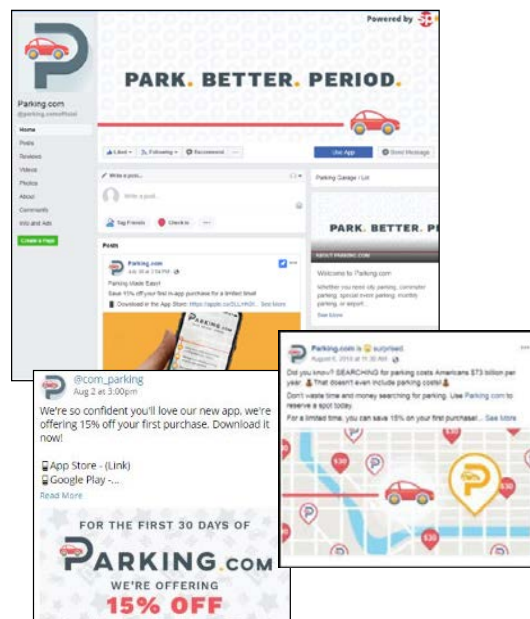 Powered by sp
PARK. BETTER. PERIOD.
Parking.com
@parking.comofficial
Home
Posts
Reviews
Videos
Photos
About
Community
Info and Ads
Create a Page
Liked
Following
Recommend
Use App
Send Message
Write a post...
Write a post...
Tag Friends
Check in
Parking Garage / Lot
PARK. BETTER. P
ABOUT PARKING.COM
Welcome to Parking.com
Whether you need city parking, commuter
parking, special event parking, monthly
parking, or airport
See More
Posts
Parking.com
Parking Made Easy!
Save 15% off your first in-app purchase for a limited time!
Download in the App Store: See More
@com_parking
Aug 2 at 3:00pm
We're so confident you'll love our new app, we're
offering 15% off your first purchase. Download it
now!
App Store - (Link)
Google Play -...
Read More
FOR THE FIRST 30 DAYS OF
PARKING.COM
WE'RE OFFERING
15% OFF
Parking.com is surprised.
August 6, 2018 at 11:30 AM
Did you know? SEARCHING for parking costs Americans $73 billion per
year. That doesn't even include parking costs!
Don't waste time and money searching for parking. Use Parking.com to
reserve a spot today.
For a limited time, you can save 15% on your first purchase!... See More
$30
$30
$30
$30